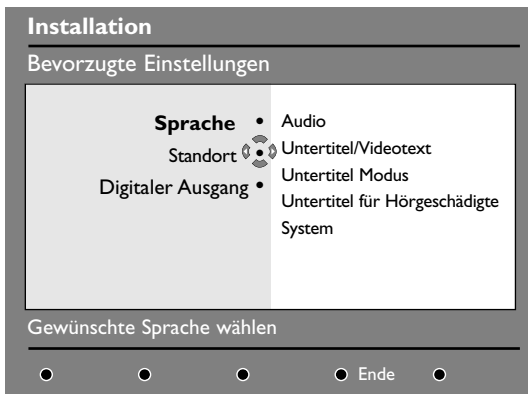 Installation
Bevorzugte Einstellungen
Sprache •
Standort
Digitaler Ausgang •
Audio
Untertitel/Videotext
Untertitel Modus
Untertitel für Hörgeschädigte
System
Gewünschte Sprache wählen
Ende